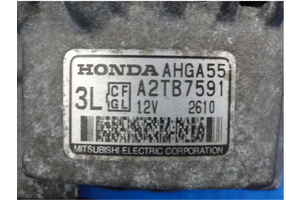 HONDA AHGA55
3L CF GL A2TB7591
12V 2610
MITSUBISHI ELECTRIC CORPORATION